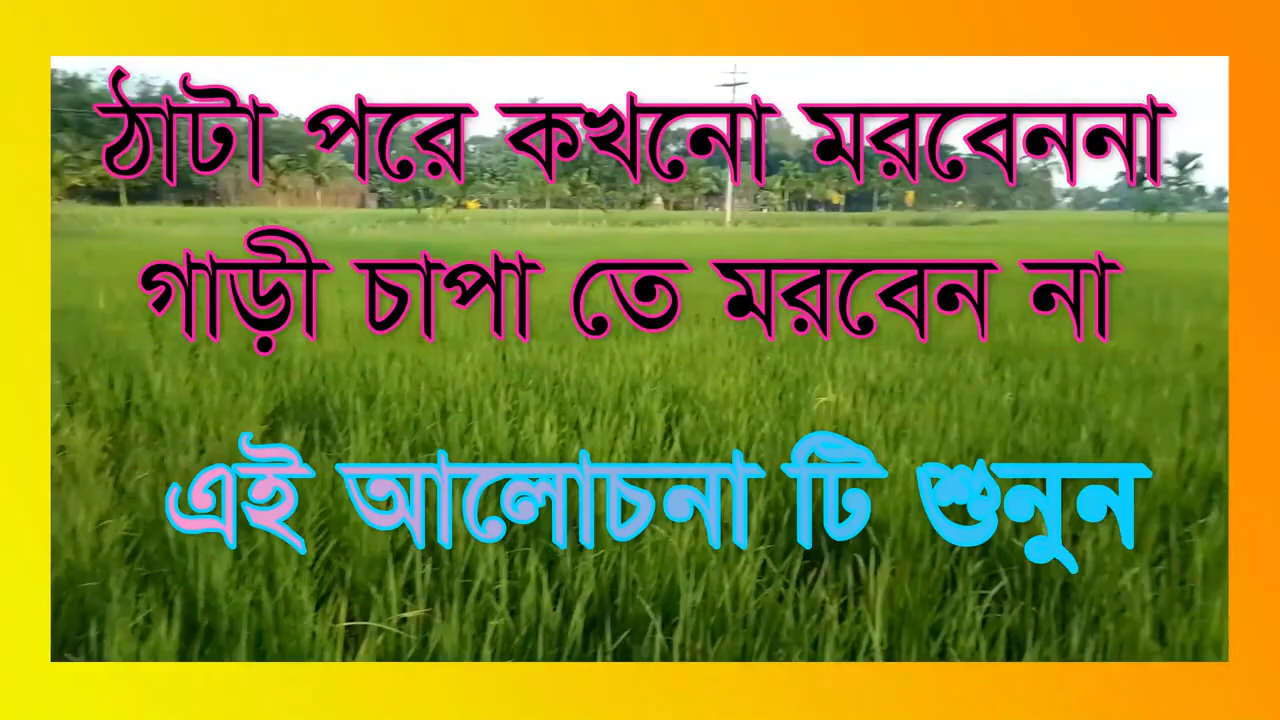 ঠাটা পরে কখনো মরবেননা
গাড়ী চাপা তে মরবেন না
এই আলোচনা টি শুনুন